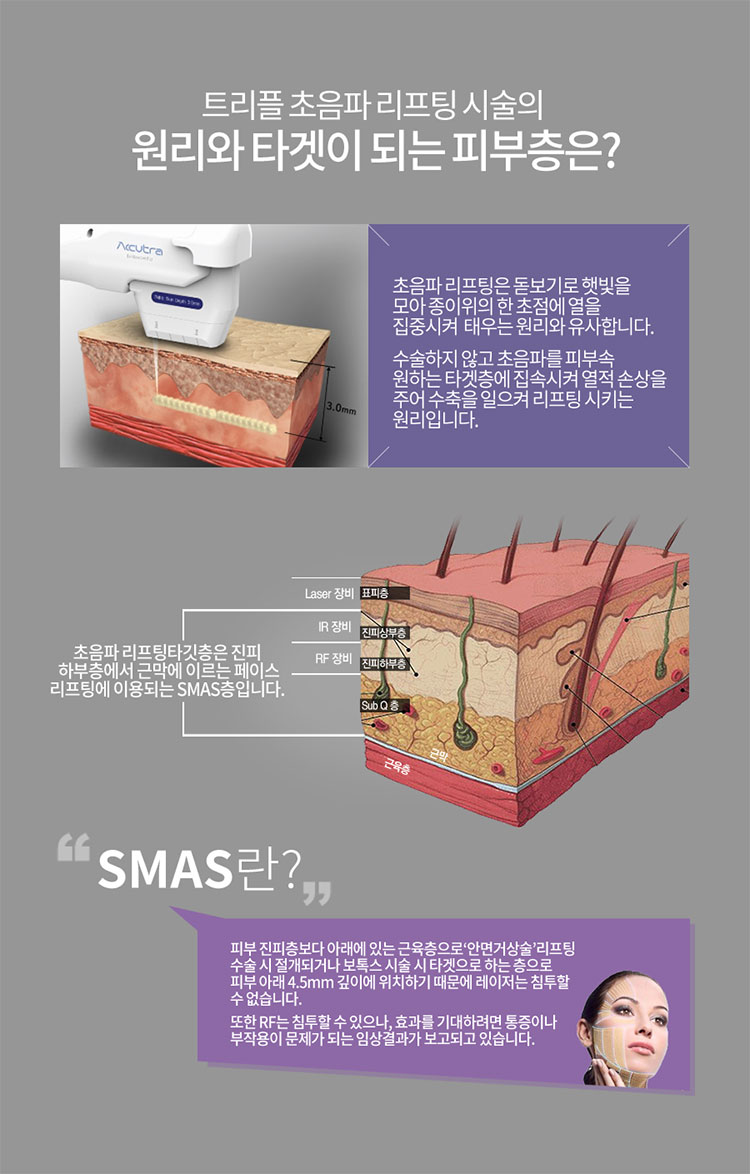 트리플 초음파 리프팅 시술의
원리와 타겟이 되는 피부층은?
Accutra
3.0mm
초음파 리프팅은 돋보기로 햇빛을
모아 종이위의 한 초점에 열을
집중시켜 태우는 원리와 유사합니다.
수술하지 않고 초음파를 피부속
원하는 타겟층에 집속시켜 열적 손상을
주어 수축을 일으켜 리프팅 시키는
원리입니다.
Laser 장비 표피층
IR 장비 진피상부층
RF 장비 진피하부층
Sub Q 층
근막
근육층
초음파 리프팅타깃층은 진피
하부층에서 근막에 이르는 페이스
리프팅에 이용되는 SMAS층입니다.
“SMAS란?”
피부 진피층보다 아래에 있는 근육층으로‘안면거상술’리프팅
수술 시 절개되거나 보톡스 시술 시 타겟으로 하는 층으로
피부 아래 4.5mm 깊이에 위치하기 때문에 레이저는 침투할
수 없습니다.
또한 RF는 침투할 수 있으나, 효과를 기대하려면 통증이나
부작용이 문제가 되는 임상결과가 보고되고 있습니다.